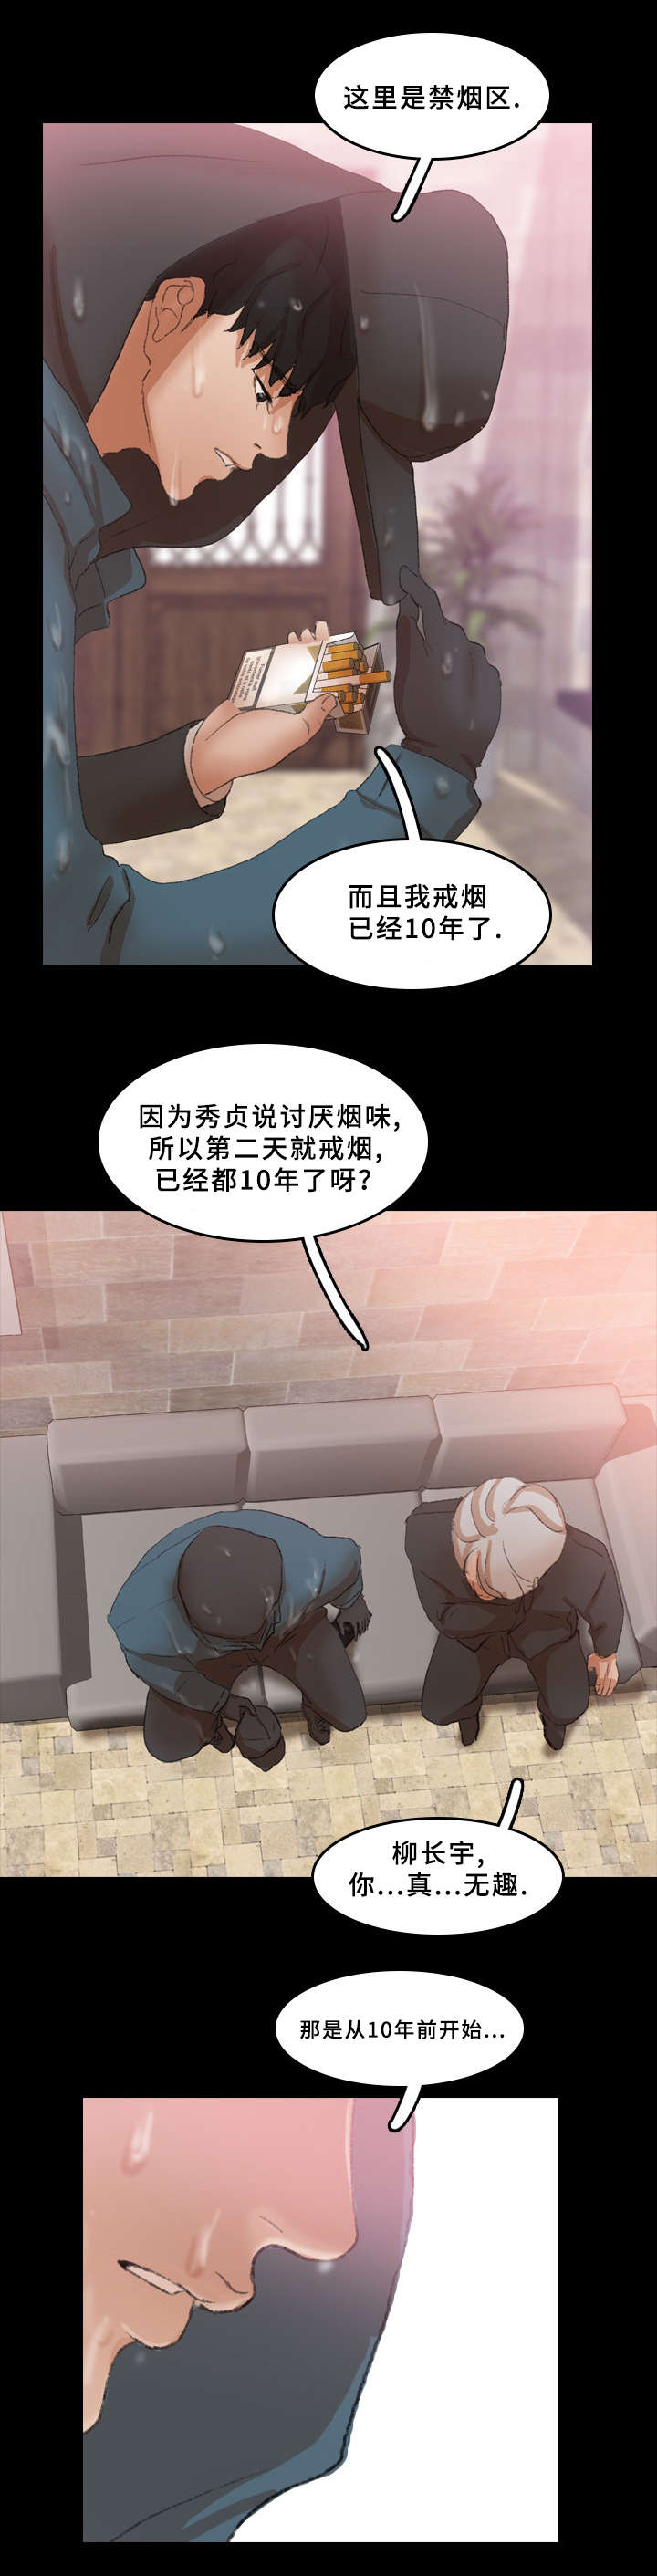 这里是禁烟区.
而且我戒烟
已经10年了.
因为秀贞说讨厌烟味,
所以第二天就戒烟,
已经都10年了呀?
柳长宇,
你...真...无趣.
那是从10年前开始...